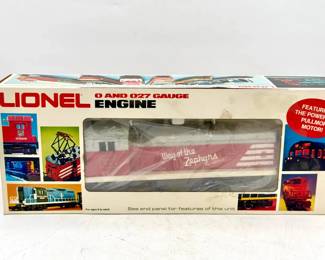 LIONEL
O AND O27 GAUGE
ENGINE
FEATURES
THE POWERFUL
PULLMOR
MOTOR!
Way of the
Zephyrs
See end panel for features of this unit